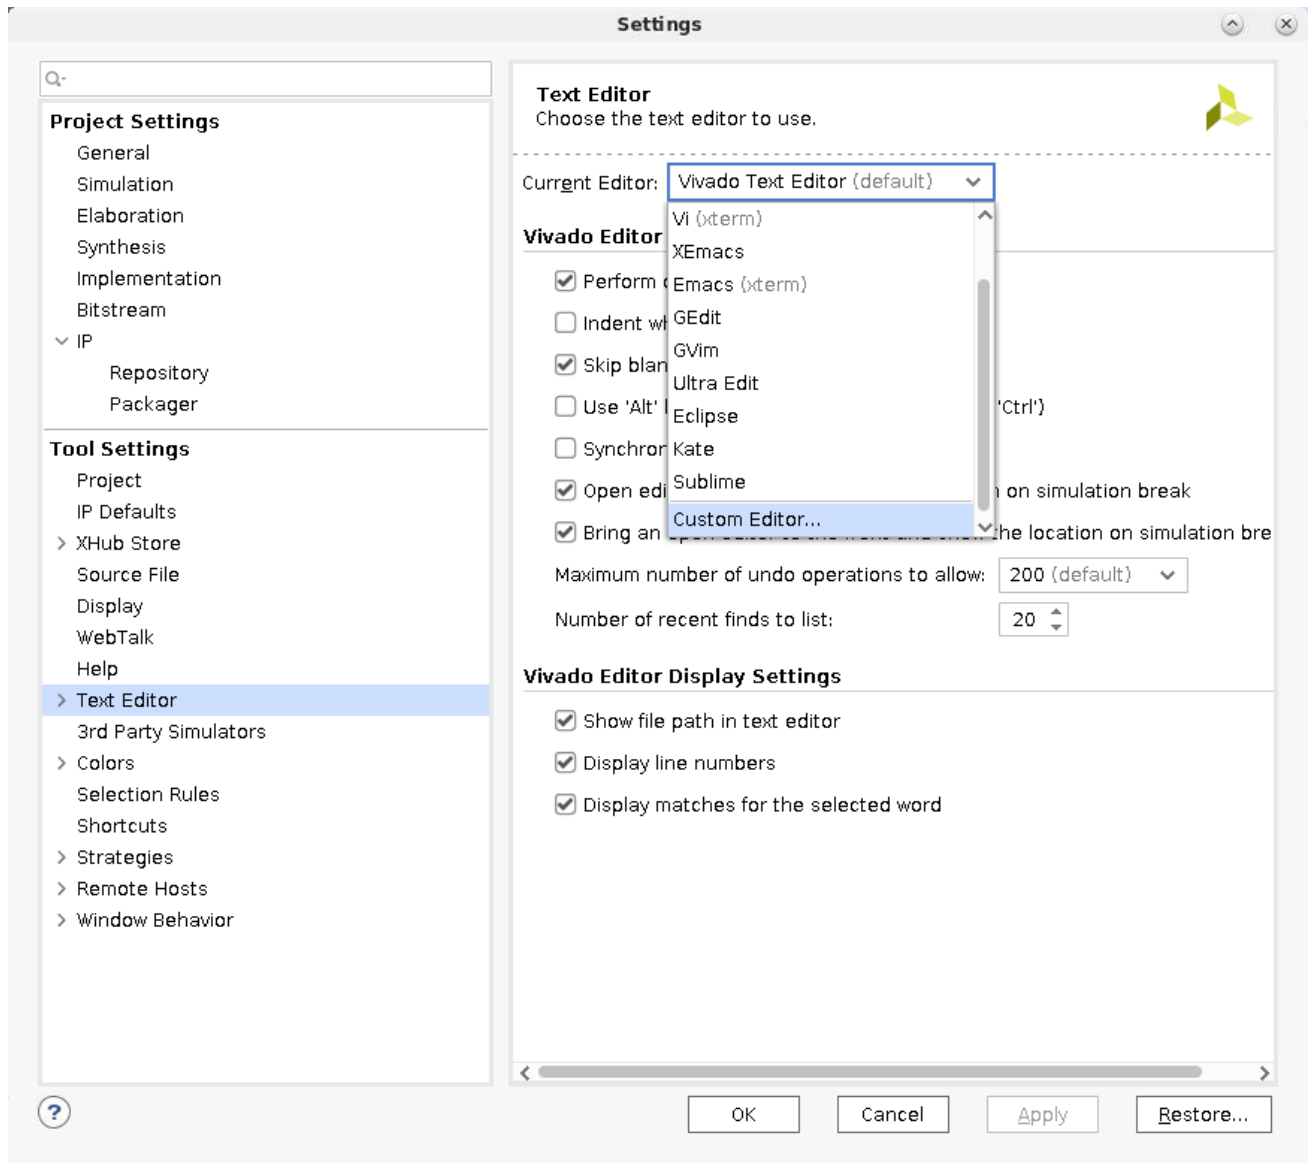 Settings
Project Settings
General
Simulation
Elaboration
Synthesis
Implementation
Bitstream
IP
Repository
Packager
Tool Settings
Project
IP Defaults
XHub Store
Source File
Display
WebTalk
Help
Text Editor
3rd Party Simulators
Colors
Selection Rules
Shortcuts
Strategies
Remote Hosts
Window Behavior
Text Editor
Choose the text editor to use.
Current Editor: Vivado Text Editor (default)
Vi (xterm)
XEmacs
Emacs (xterm)
GEdit
GVim
Ultra Edit
Eclipse
Kate
Sublime
Custom Editor...
Vivado Editor
Perform
Indent
Skip blan
Use 'Alt' 'Ctrl')
Synchron
Open edi on simulation break
Bring an the location on simulation bre
Maximum number of undo operations to allow: 200 (default)
Number of recent finds to list: 20
Vivado Editor Display Settings
Show file path in text editor
Display line numbers
Display matches for the selected word
?
OK Cancel Apply Restore...